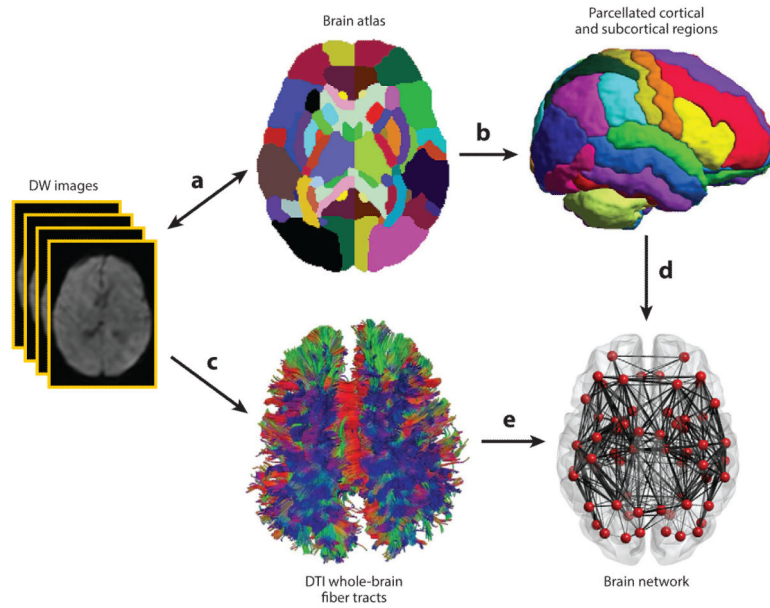 Brain atlas
Parcellated cortical
and subcortical regions
b
a
DW images
d
c
e
DTI whole-brain
fiber tracts
Brain network